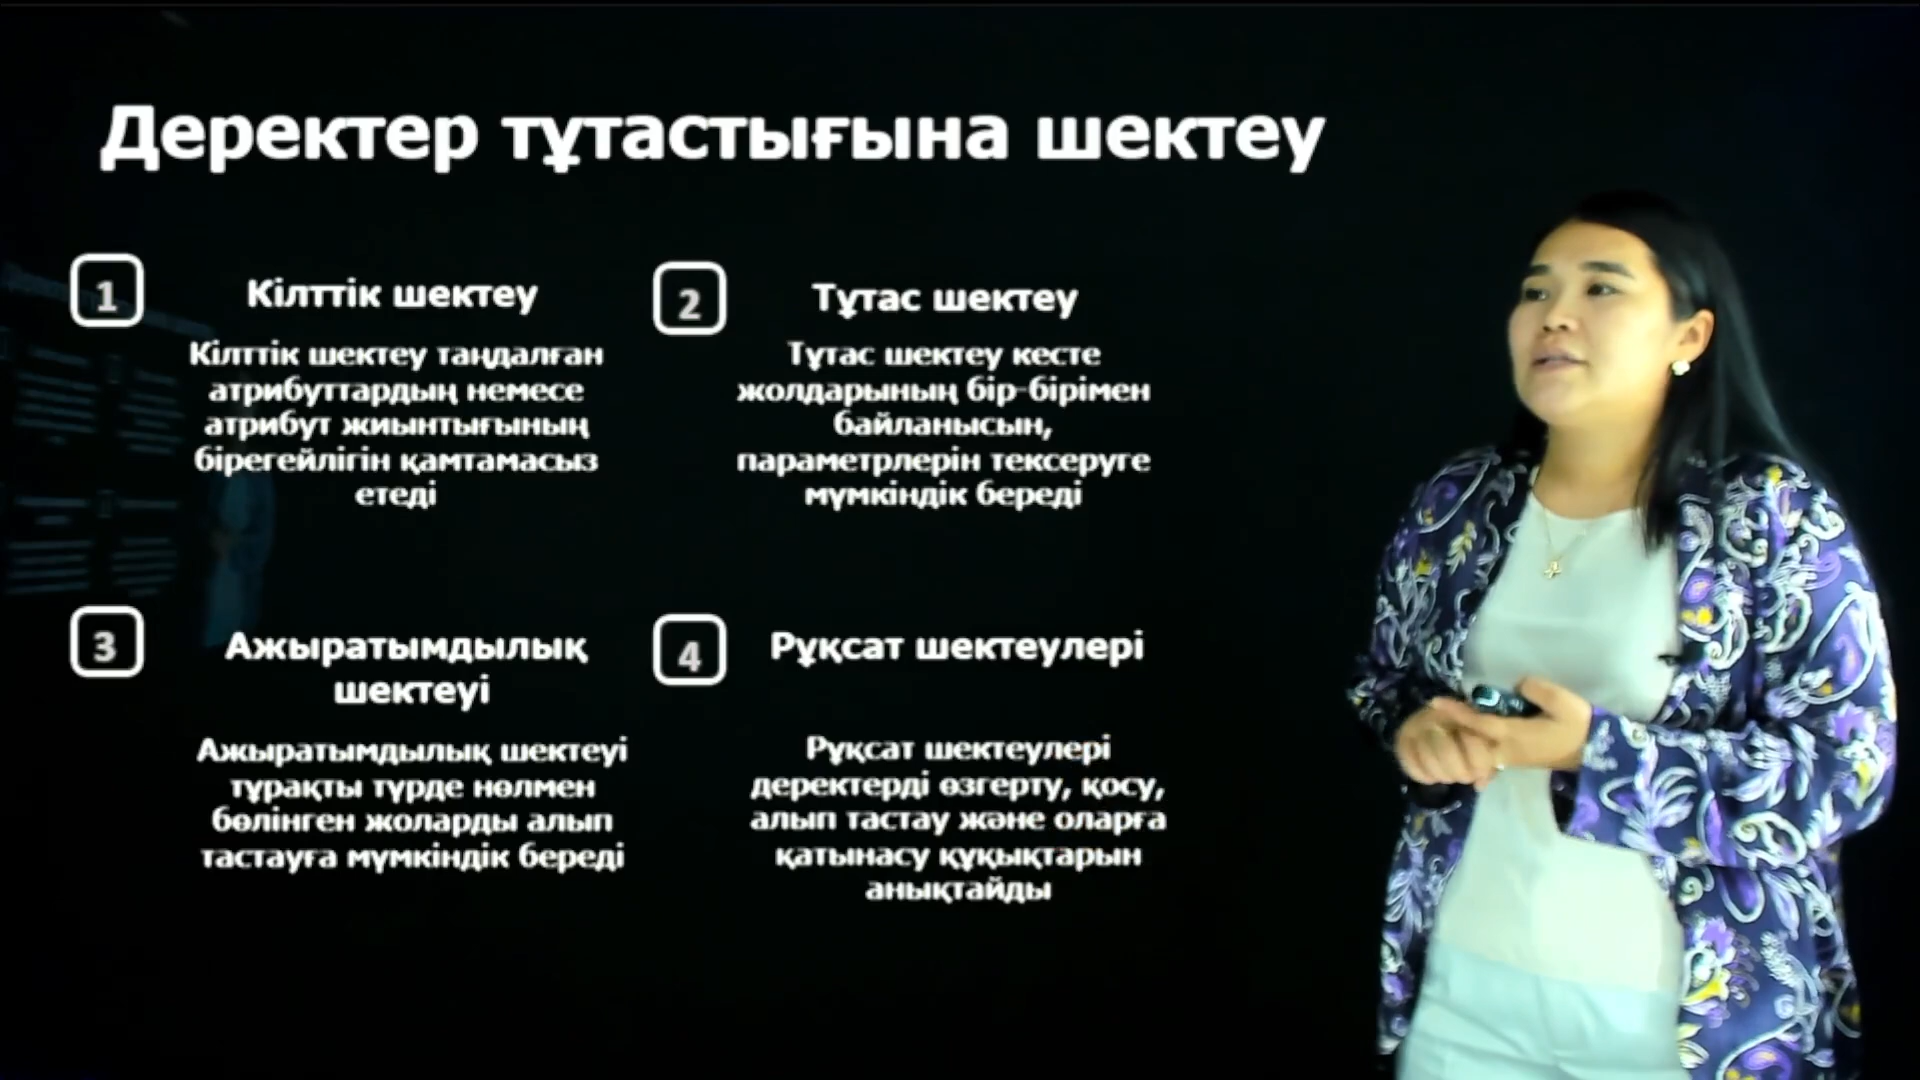 Деректер тұтастығына шектеу
1
Кілттік шектеу
Кілттік шектеу таңдалған
атрибуттардың немесе
атрибут жиынтығының
бірегейлігін қамтамасыз
етеді
2
Тұтас шектеу
Тұтас шектеу кесте
жолдарының бір-бірімен
байланысын,
параметрлерін тексеруге
мүмкіндік береді
3
Ажыратымдылық
шектеуі
Ажыратымдылық шектеуі
тұрақты түрде нөлмен
бөлінген жоларды алып
тастауға мүмкіндік береді
4
Рұқсат шектеулері
Рұқсат шектеулері
деректерді өзгерту, қосу,
алып тастау және оларға
қатынасу құқықтарын
анықтайды